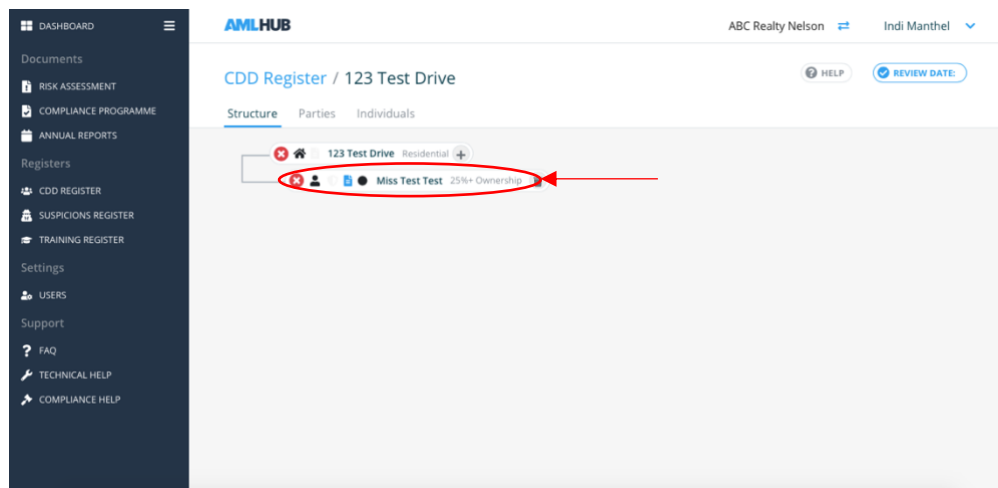 DASHBOARD
AMLHUB
ABC Realty Nelson
Indi Manthel
Documents
RISK ASSESSMENT
COMPLIANCE PROGRAMME
ANNUAL REPORTS
Registers
CDD REGISTER
SUSPICIONS REGISTER
TRAINING REGISTER
Settings
USERS
Support
? FAQ
TECHNICAL HELP
COMPLIANCE HELP
CDD Register / 123 Test Drive
? HELP
REVIEW DATE:
Structure Parties Individuals
123 Test Drive Residential +
Miss Test Test 25%+ Ownership